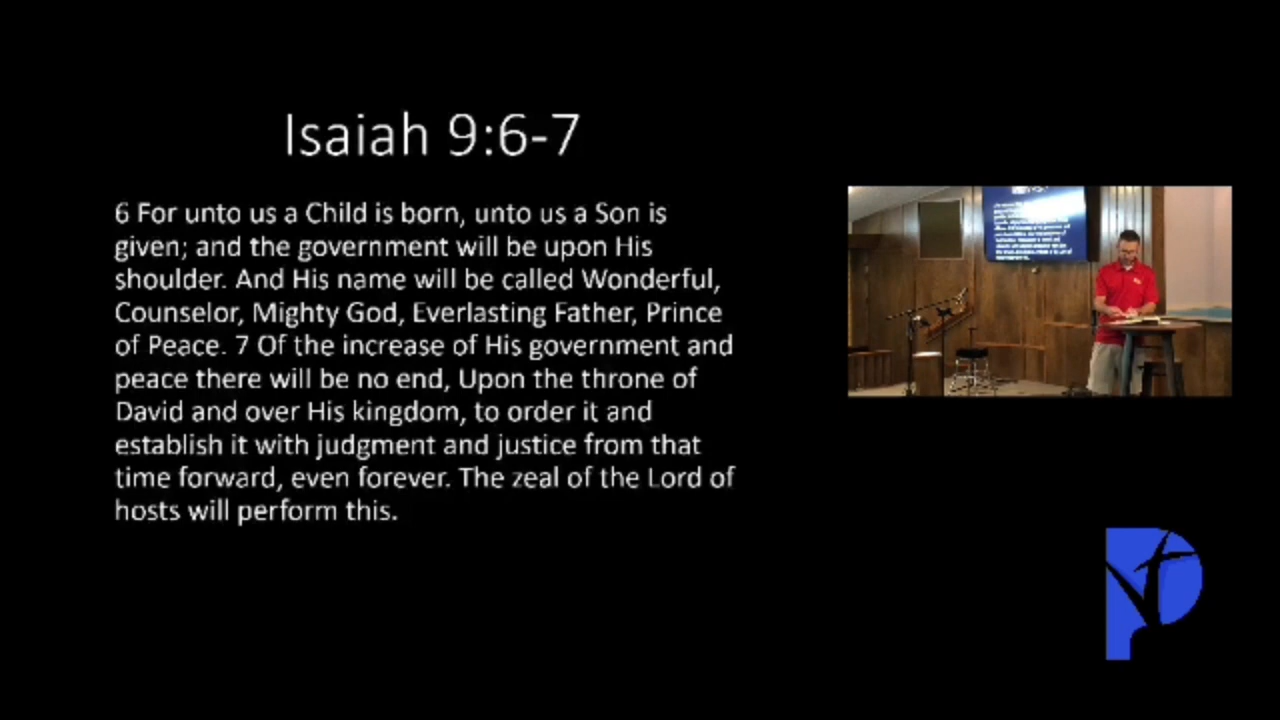 Isaiah 9:6-7
6 For unto us a Child is born, unto us a Son is
given; and the government will be upon His
shoulder. And His name will be called Wonderful,
Counselor, Mighty God, Everlasting Father, Prince
of Peace. 7 Of the increase of His government and
peace there will be no end, Upon the throne of
David and over His kingdom, to order it and
establish it with judgment and justice from that
time forward, even forever. The zeal of the Lord of
hosts will perform this.